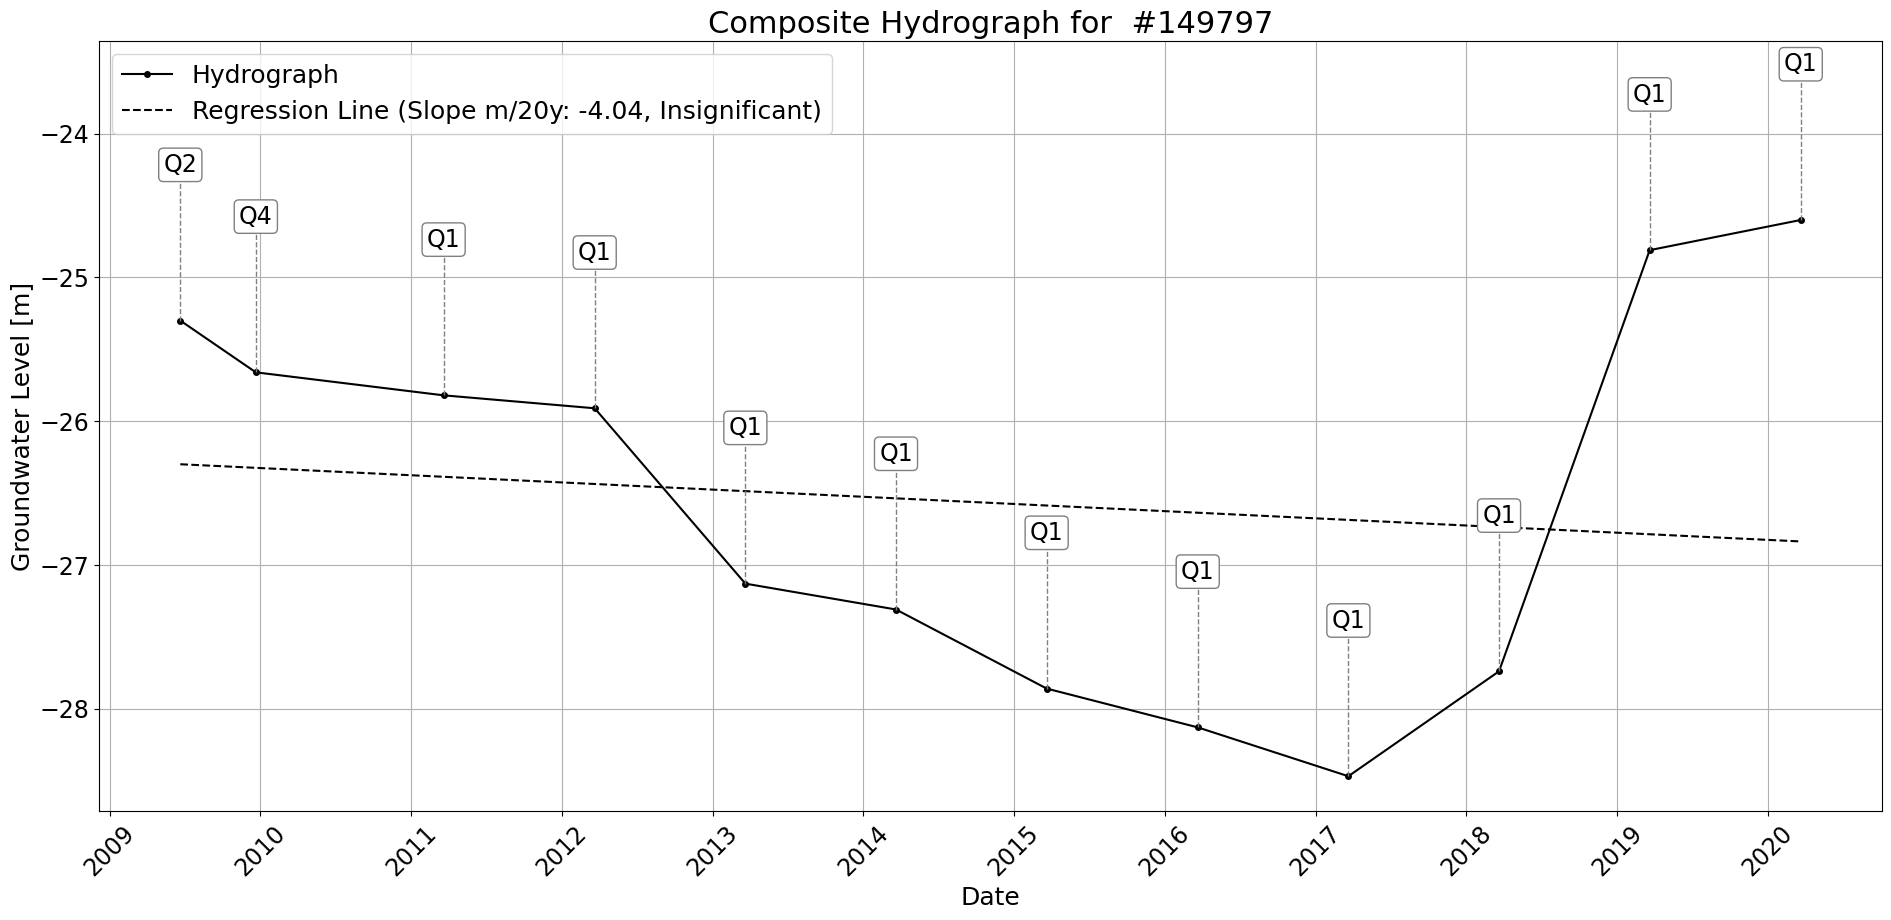 Composite Hydrograph for  #149797
Hydrograph
Regression Line (Slope m/20y: -4.04, Insignificant)
Q2
Q4
Q1
Q1
Q1
Q1
Q1
Q1
Q1
Q1
Q1
Q1
Groundwater Level [m]
−24
−25
−26
−27
−28
2009
2010
2011
2012
2013
2014
2015
2016
2017
2018
2019
2020
Date